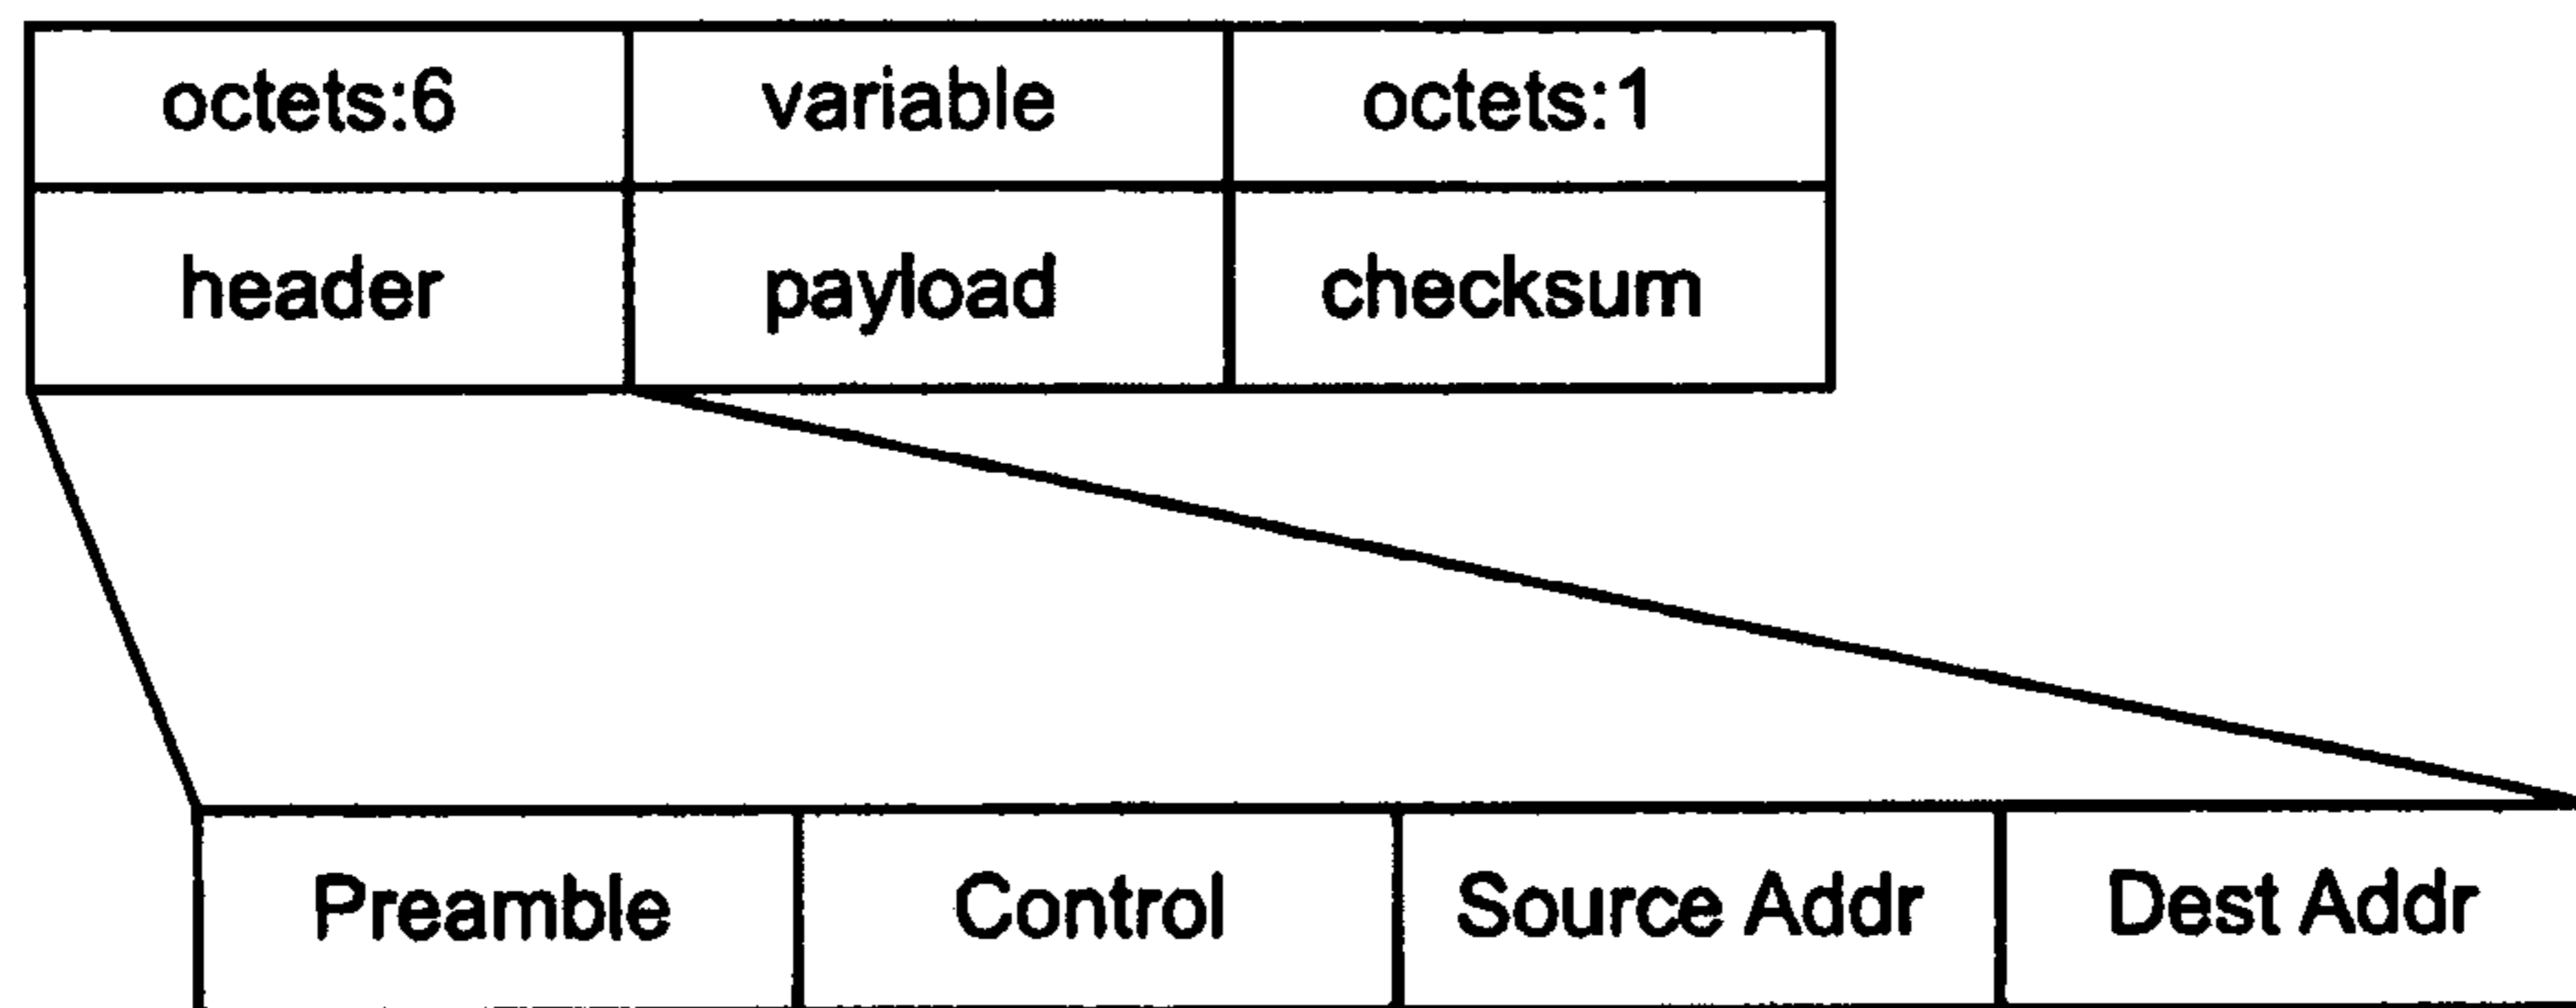 octets:6 variable octets:1
header payload checksum
Preamble Control Source Addr Dest Addr